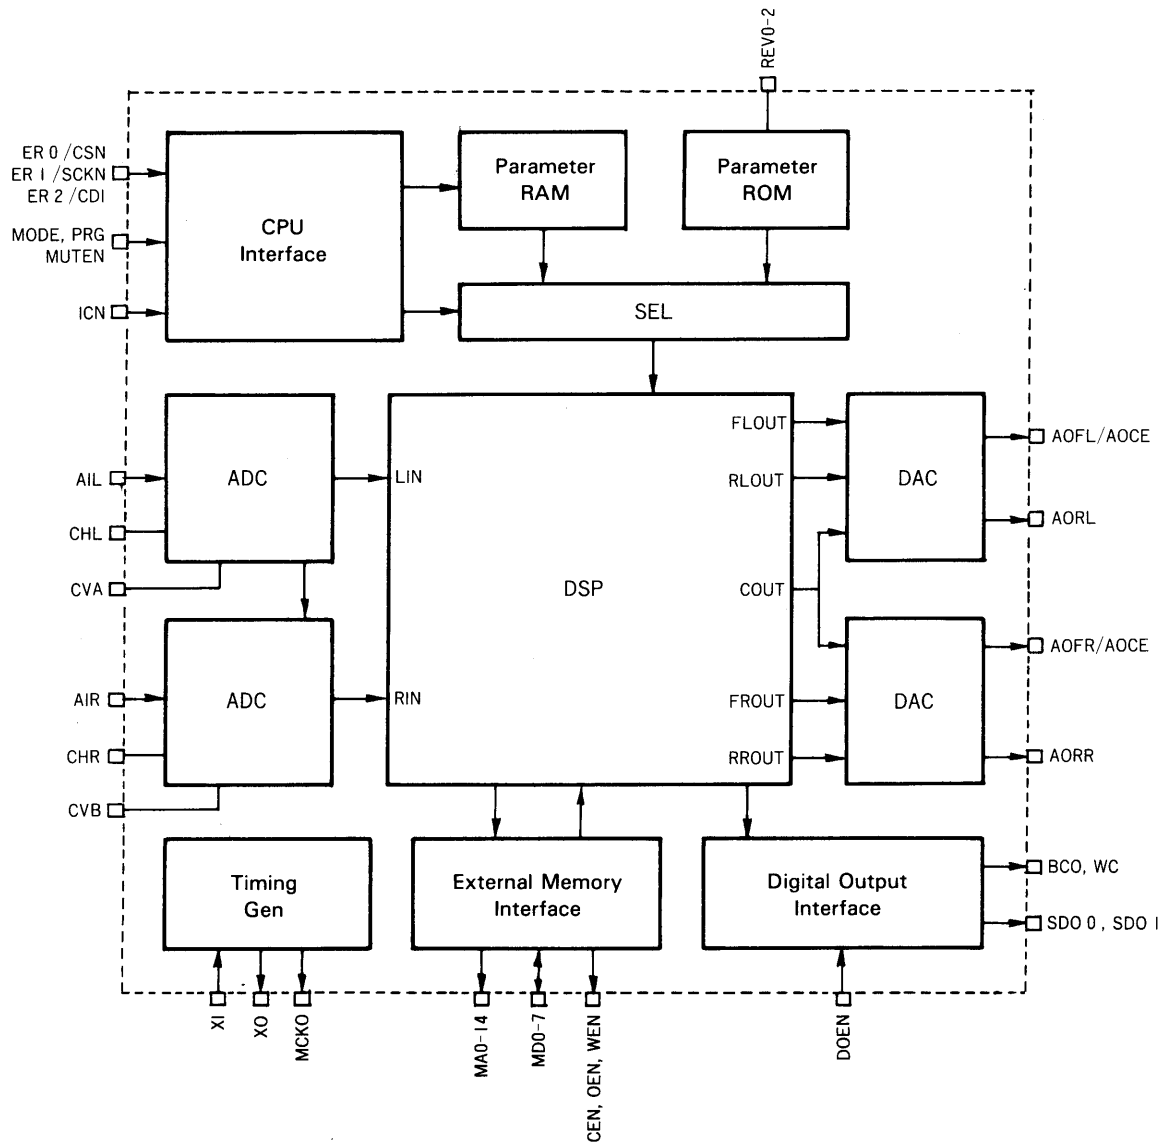 REV0-2
ER 0 /CSN
ER 1 /SCKN
ER 2 /CDI
MODE, PRG
MUTEN
ICN
CPU
Interface
Parameter
RAM
Parameter
ROM
SEL
AIL
CHL
CVA
ADC
LIN
DSP
FLOUT
RLOUT
COUT
FROUT
RROUT
DAC
AOFL/AOCE
AORL
AIR
CHR
CVB
ADC
RIN
DAC
AOFR/AOCE
AORR
Timing
Gen
External Memory
Interface
Digital Output
Interface
BCO, WC
SDO 0, SDO 1
XI
XO
MCKO
MA0-14
MD0-7
CEN, OEN, WEN
DOEN